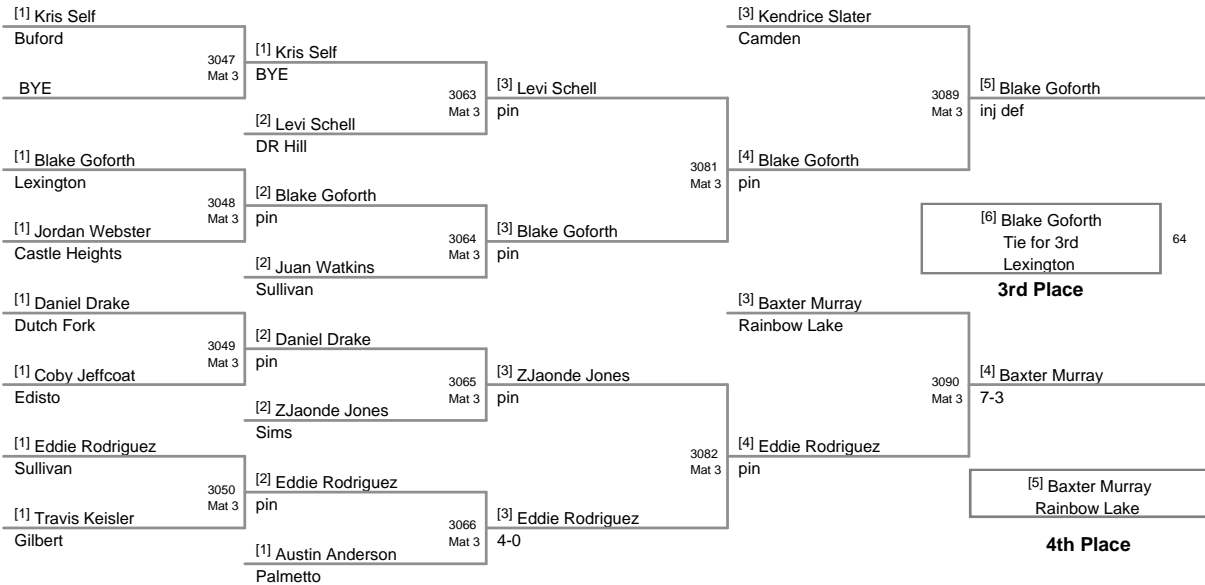 [1] Kris Self
Buford
3047
Mat 3
BYE
[1] Kris Self
BYE
3063
Mat 3
[2] Levi Schell
DR Hill
[3] Levi Schell
pin
[1] Blake Goforth
Lexington
3048
Mat 3
[1] Jordan Webster
Castle Heights
[2] Blake Goforth
pin
3064
Mat 3
[2] Juan Watkins
Sullivan
[3] Blake Goforth
pin
3081
Mat 3
[1] Daniel Drake
Dutch Fork
3049
Mat 3
[1] Coby Jeffcoat
Edisto
[2] Daniel Drake
pin
3065
Mat 3
[2] ZJaonde Jones
Sims
[3] ZJaonde Jones
pin
[1] Eddie Rodriguez
Sullivan
3050
Mat 3
[1] Travis Keisler
Gilbert
[2] Eddie Rodriguez
pin
3066
Mat 3
[1] Austin Anderson
Palmetto
[3] Eddie Rodriguez
4-0
3082
Mat 3
[3] Kendrice Slater
Camden
3089
Mat 3
[4] Blake Goforth
pin
[5] Blake Goforth
inj def
[6] Blake Goforth
Tie for 3rd
Lexington
64
3rd Place
[3] Baxter Murray
Rainbow Lake
3090
Mat 3
[4] Eddie Rodriguez
pin
[4] Baxter Murray
7-3
[5] Baxter Murray
Rainbow Lake
4th Place